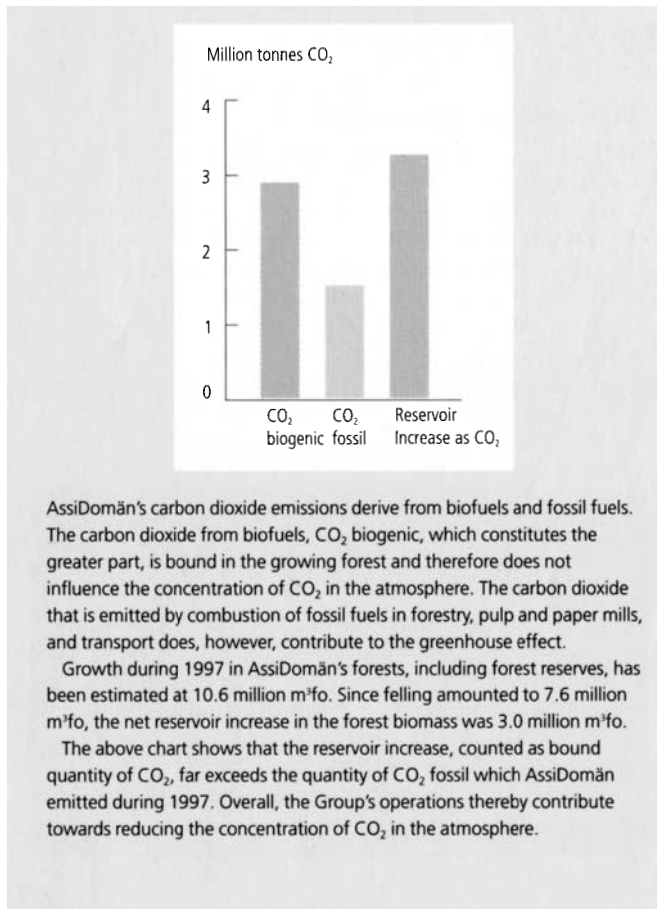 Million tonnes CO₂
4
3
2
1
0
CO₂ CO₂ Reservoir
biogenic fossil Increase as CO₂
AssiDomän's carbon dioxide emissions derive from biofuels and fossil fuels.
The carbon dioxide from biofuels, CO₂ biogenic, which constitutes the
greater part, is bound in the growing forest and therefore does not
influence the concentration of CO₂ in the atmosphere. The carbon dioxide
that is emitted by combustion of fossil fuels in forestry, pulp and paper mills,
and transport does, however, contribute to the greenhouse effect.
Growth during 1997 in AssiDomän's forests, including forest reserves, has
been estimated at 10.6 million m³fo. Since felling amounted to 7.6 million
m³fo, the net reservoir increase in the forest biomass was 3.0 million m³fo.
The above chart shows that the reservoir increase, counted as bound
quantity of CO₂, far exceeds the quantity of CO₂ fossil which AssiDomän
emitted during 1997. Overall, the Group's operations thereby contribute
towards reducing the concentration of CO₂ in the atmosphere.